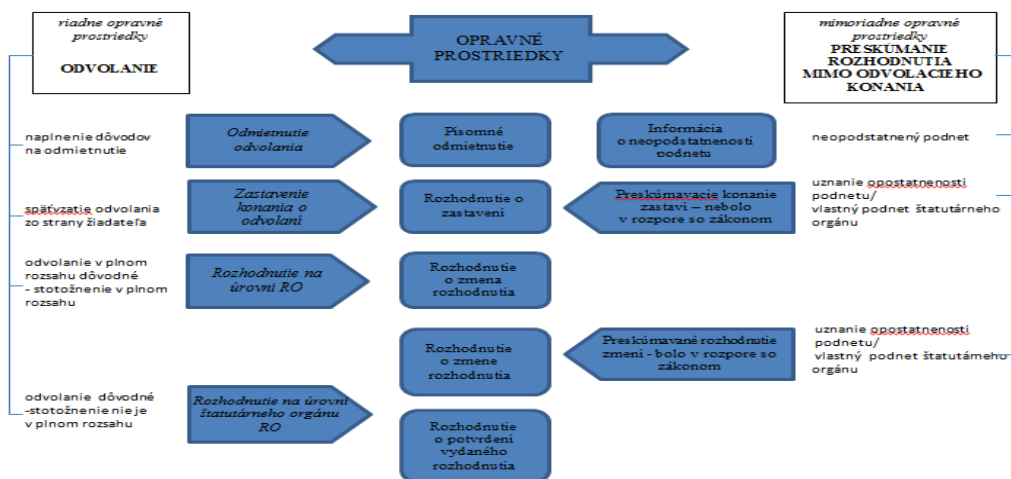 riadne opravné
prostriedky
ODVOLANIE
OPRAVNÉ
PROSTRIEDKY
mimoriadne opravné
prostriedky
PRESKÚMANIE
ROZHODNUTIA
MIMO ODVOLACIEHO
KONANIA
naplnenie dôvodov
na odmietnutie
Odmietnutie
odvolania
Písomné
odmietnutie
Informácia
o neopodstatnenosti
podnetu
neopodstatnený podnet
späťvzatie odvolania
zo strany žiadateľa
Zastavenie
konania o
odvolaní
Rozhodnutie o
zastavení
Preskúmavacie konanie
zastaví – nebolo
v rozpore so zákonom
uznanie opostatnenosti
podnetu/
vlastný podnet štatutárneho
orgánu
odvolanie v plnom
rozsahu dôvodné
- stotožnenie v plnom
rozsahu
Rozhodnutie na
úrovni RO
Rozhodnutie
o zmena
rozhodnutia
Rozhodnutie
o zmene
rozhodnutia
Preskúmavané rozhodnutie
zmení - bolo v rozpore so
zákonom
uznanie opostatnenosti
podnetu/
vlastný podnet štatutárneho
orgánu
odvolanie dôvodné
-stotožnenie nie je
v plnom rozsahu
Rozhodnutie na úrovni
štatutárneho orgánu
RO
Rozhodnutie
o potvrdení
vydaného
rozhodnutia